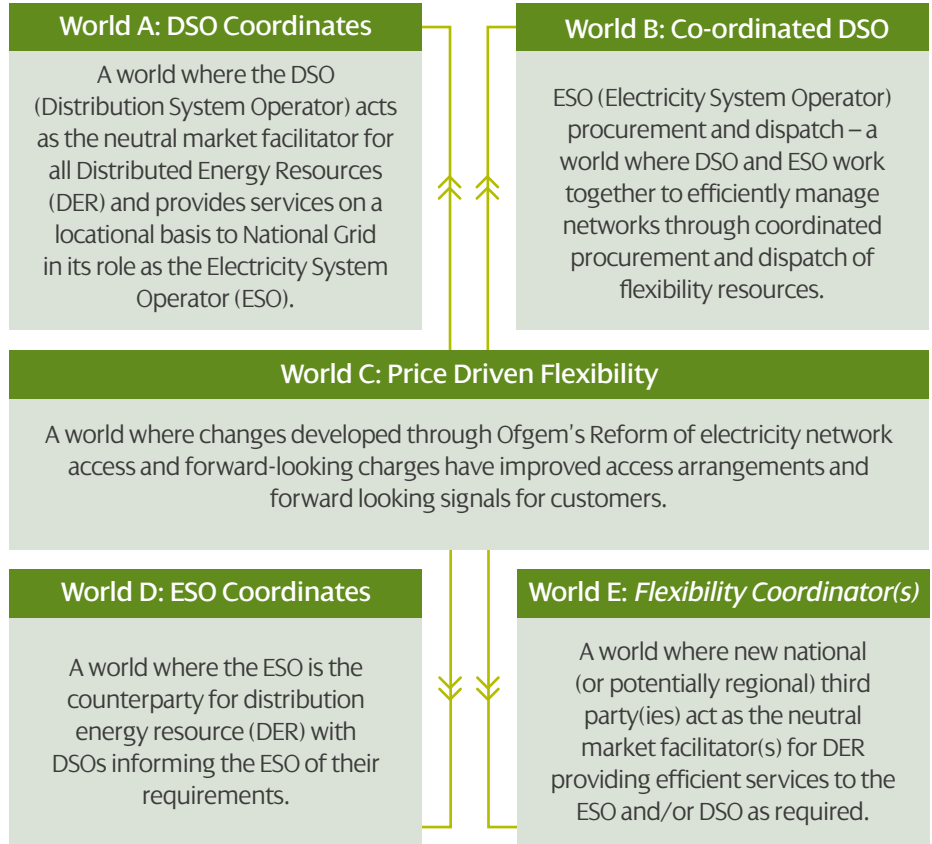 World A: DSO Coordinates
A world where the DSO
(Distribution System Operator) acts
as the neutral market facilitator for
all Distributed Energy Resources
(DER) and provides services on a
locational basis to National Grid
in its role as the Electricity System
Operator (ESO).
World B: Co-ordinated DSO
ESO (Electricity System Operator)
procurement and dispatch – a
world where DSO and ESO work
together to efficiently manage
networks through coordinated
procurement and dispatch of
flexibility resources.
World C: Price Driven Flexibility
A world where changes developed through Ofgem's Reform of electricity network
access and forward-looking charges have improved access arrangements and
forward looking signals for customers.
World D: ESO Coordinates
A world where the ESO is the
counterparty for distribution
energy resource (DER) with
DSOs informing the ESO of their
requirements.
World E: Flexibility Coordinator(s)
A world where new national
(or potentially regional) third
party(ies) act as the neutral
market facilitator(s) for DER
providing efficient services to the
ESO and/or DSO as required.